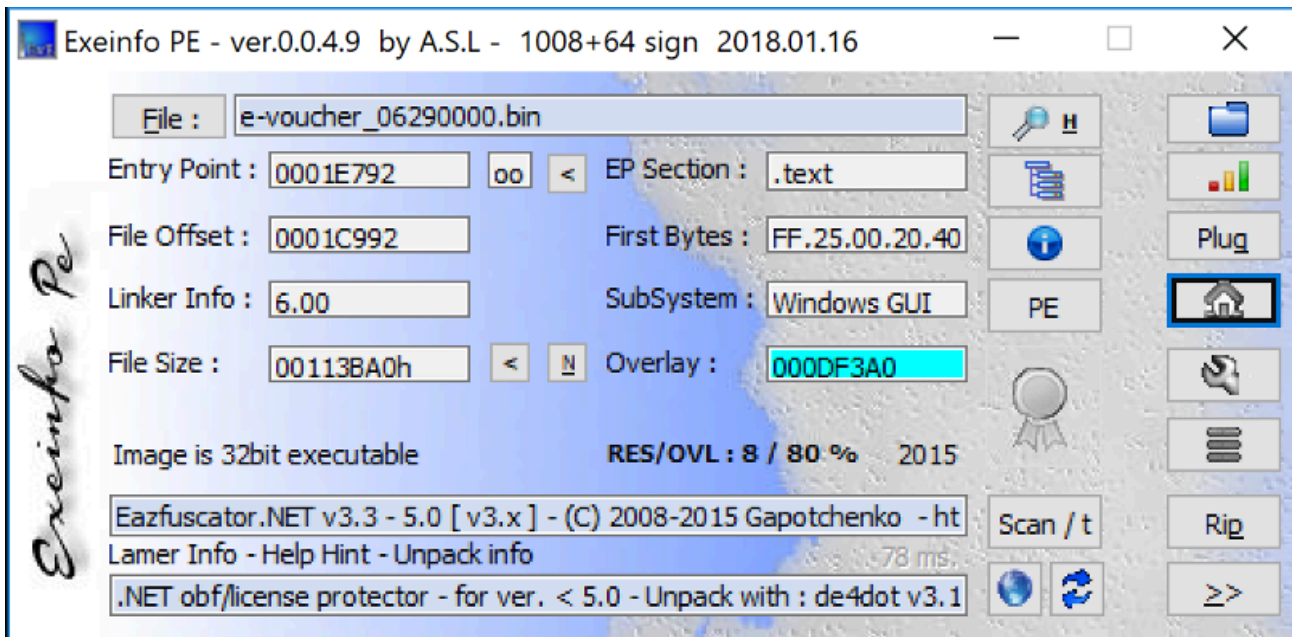 Exeinfo PE - ver.0.0.4.9 by A.S.L - 1008+64 sign 2018.01.16
File : e-voucher_06290000.bin H
Entry Point : 0001E792 oo < EP Section : .text
File Offset : 0001C992 First Bytes : FF.25.00.20.40 Plug
Linker Info : 6.00 SubSystem : Windows GUI PE
File Size : 00113BA0h < N Overlay : 000DF3A0
Image is 32bit executable RES/OVL : 8 / 80 % 2015
Eazfuscator.NET v3.3 - 5.0 [ v3.x ] - (C) 2008-2015 Gapotchenko - ht Scan / t Rip
Lamer Info - Help Hint - Unpack info 78 ms.
.NET obf/license protector - for ver. < 5.0 - Unpack with : de4dot v3.1 >>
Exeinfo Pe